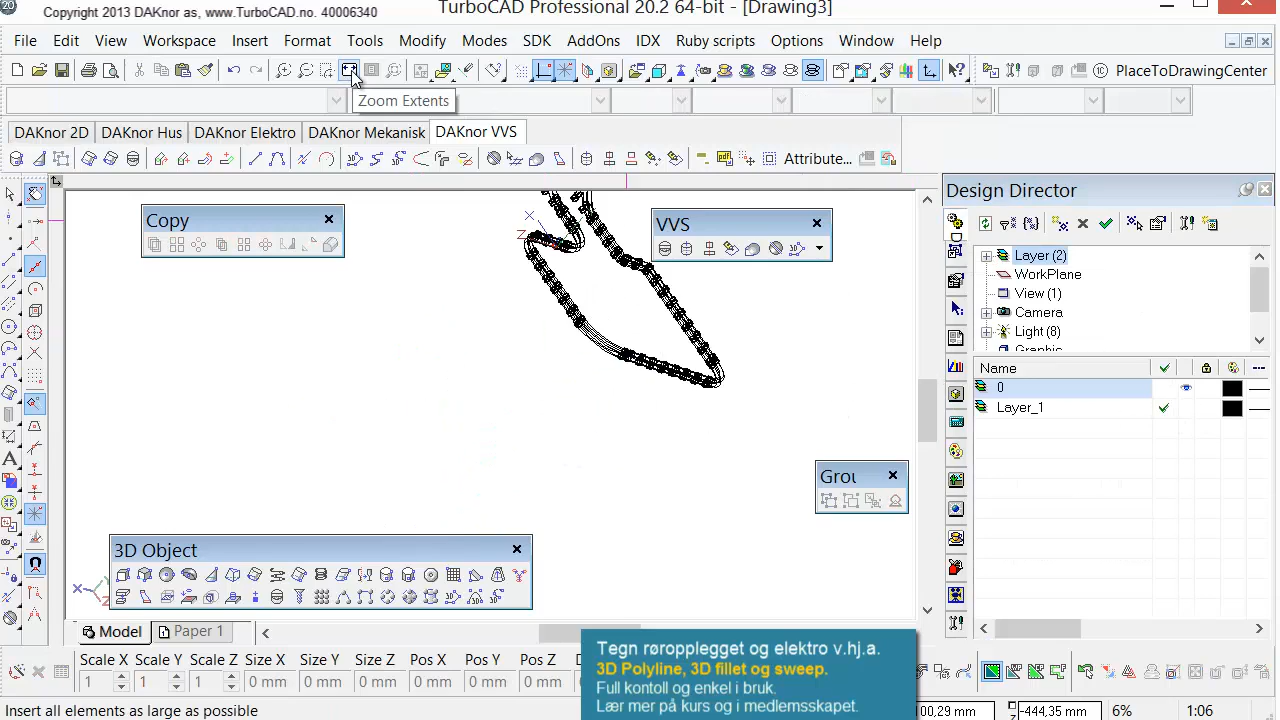 Copyright 2013 DAKnor as, www.TurboCAD.no. 40006340
TurboCAD Professional 20.2 64-bit - [Drawing3]
File Edit View Workspace Insert Format Tools Modify Modes SDK AddOns IDX Ruby scripts Options Window Help
PlaceToDrawingCenter
Zoom Extents
DAKnor 2D DAKnor Hus DAKnor Elektro DAKnor Mekanisk DAKnor VVS
Attribute...
Design Director
Copy
VVS
Layer (2)
WorkPlane
View (1)
Camera
Light (8)
Graphic
Name
0
Layer_1
X
Z
Grou
3D Object
X
Z
Model Paper 1
Tegn røropplegget og elektro v.hj.a.
3D Polyline, 3D fillet og sweep.
Full kontoll og enkel i bruk.
Lær mer på kurs og i medlemsskapet.
Scale X Scale Y Scale Z Size X Size Y Size Z Pos X Pos Y Pos Z
1 1 1 0 mm 0 mm 0 mm 0 mm 0 mm 0 mm
Insert all elements as large as possible
00,29 mm -444,35 mm 6% 1:06